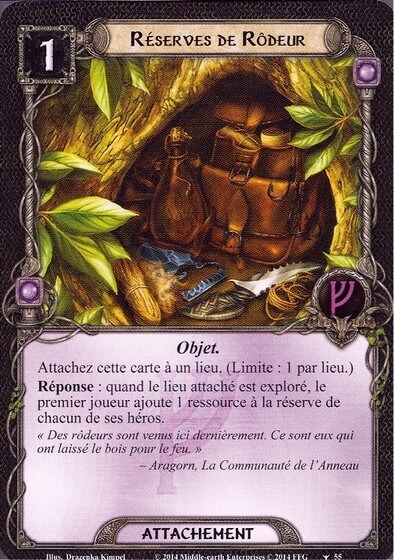 1
RÉSERVES DE RÔDEUR
Objet.
Attachez cette carte à un lieu. (Limite : 1 par lieu.)
Réponse : quand le lieu attaché est exploré, le
premier joueur ajoute 1 ressource à la réserve de
chacun de ses héros.
« Des rôdeurs sont venus ici dernièrement. Ce sont eux qui
ont laissé le bois pour le feu. »
– Aragorn, La Communauté de l'Anneau
ATTACHEMENT
Illus. Drazenka Kimpel
© 2014 Middle-earth Enterprises © 2014 FFG
55